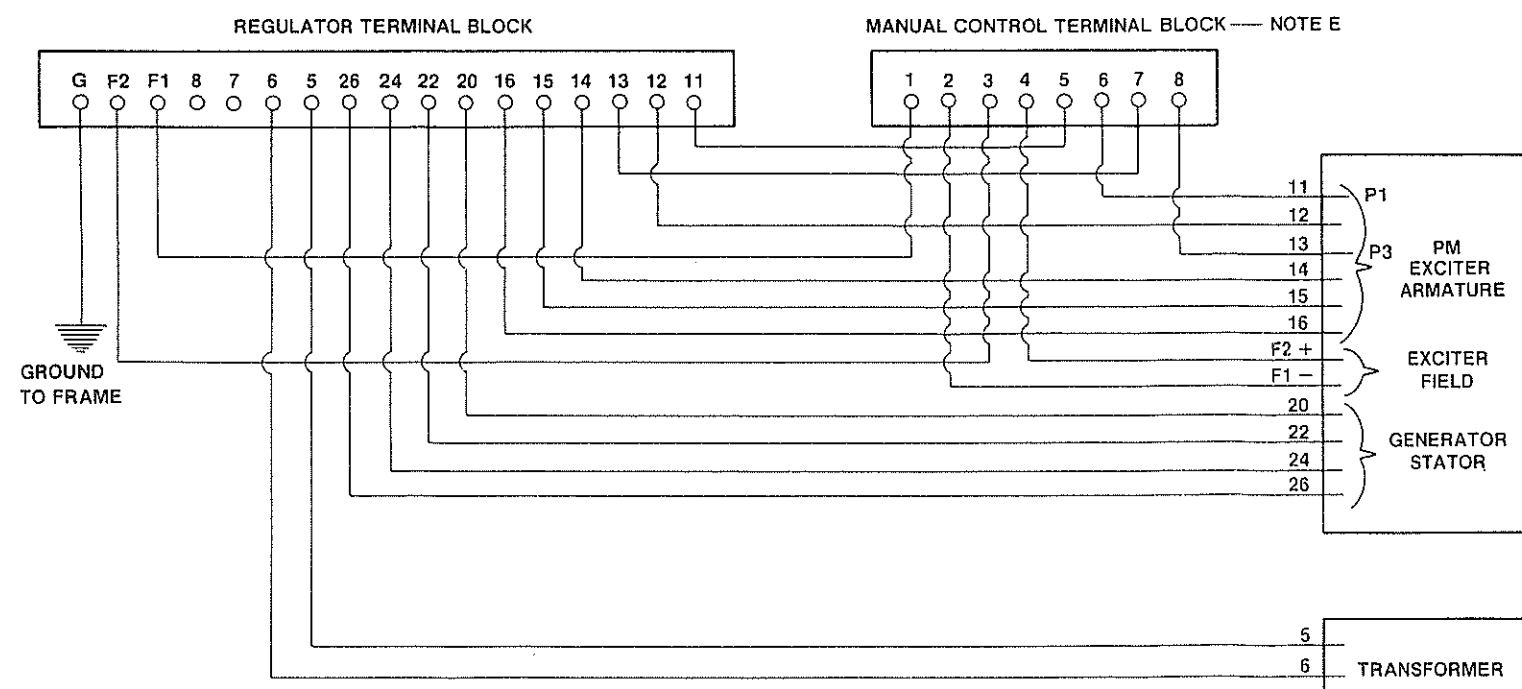 REGULATOR TERMINAL BLOCK
G F2 F1 8 7 6 5 26 24 22 20 16 15 14 13 12 11
MANUAL CONTROL TERMINAL BLOCK — NOTE E
1 2 3 4 5 6 7 8
11 P1
12
13 P3
14
15
16
PM
EXCITER
ARMATURE
F2 +
F1 –
EXCITER
FIELD
20
22
24
26
GENERATOR
STATOR
GROUND
TO FRAME
5
6
TRANSFORMER